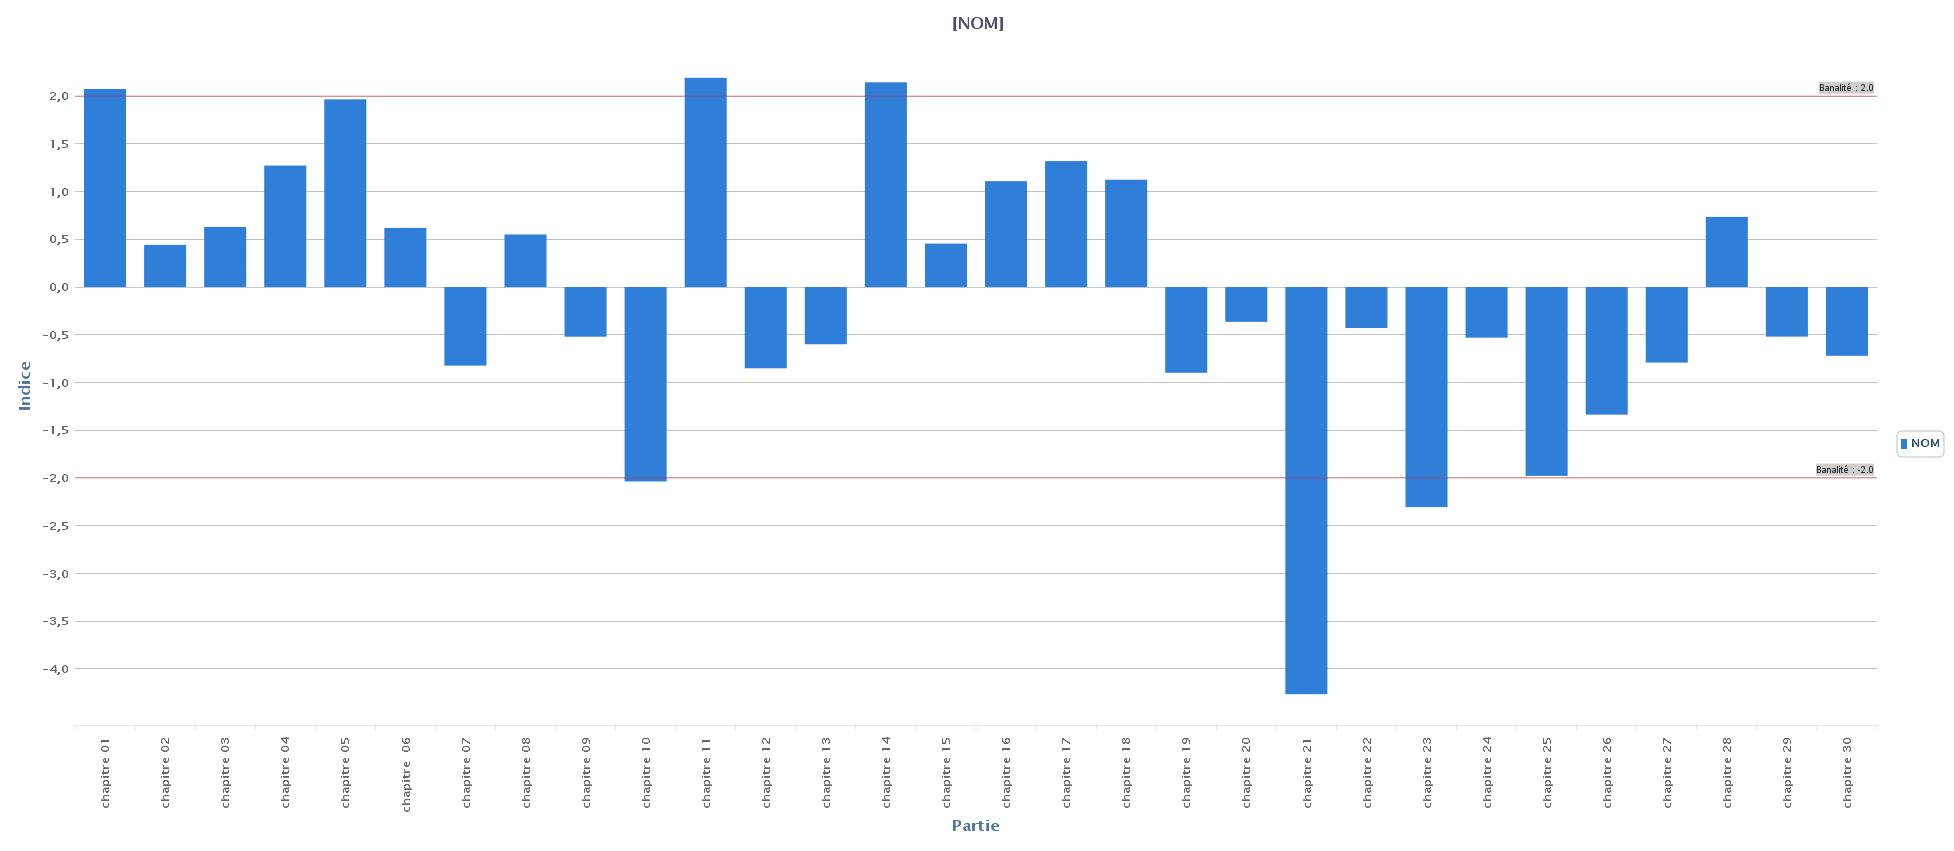 [NOM]
2,0
1,5
1,0
0,5
0,0
-0,5
-1,0
-1,5
-2,0
-2,5
-3,0
-3,5
-4,0
Indice
Banalité : 2.0
Banalité : -2.0
NOM
chapitre 01
chapitre 02
chapitre 03
chapitre 04
chapitre 05
chapitre 06
chapitre 07
chapitre 08
chapitre 09
chapitre 10
chapitre 11
chapitre 12
chapitre 13
chapitre 14
chapitre 15
chapitre 16
chapitre 17
chapitre 18
chapitre 19
chapitre 20
chapitre 21
chapitre 22
chapitre 23
chapitre 24
chapitre 25
chapitre 26
chapitre 27
chapitre 28
chapitre 29
chapitre 30
Partie